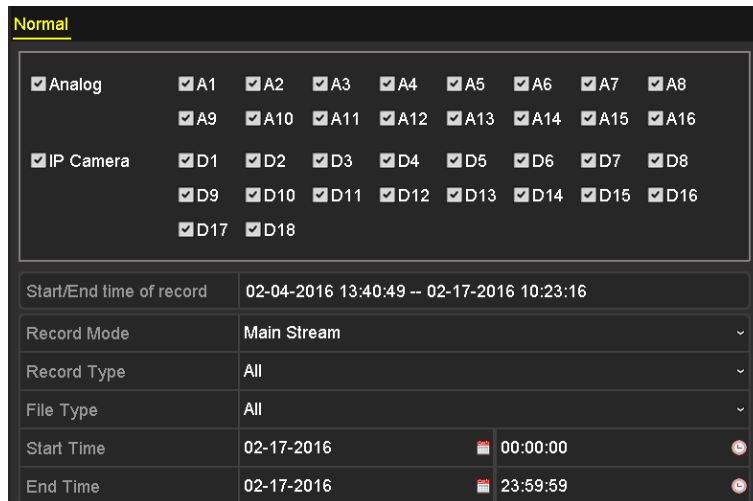 Normal
Analog A1 A2 A3 A4 A5 A6 A7 A8
A9 A10 A11 A12 A13 A14 A15 A16
IP Camera D1 D2 D3 D4 D5 D6 D7 D8
D9 D10 D11 D12 D13 D14 D15 D16
D17 D18
Start/End time of record 02-04-2016 13:40:49 -- 02-17-2016 10:23:16
Record Mode Main Stream
Record Type All
File Type All
Start Time 02-17-2016 00:00:00
End Time 02-17-2016 23:59:59